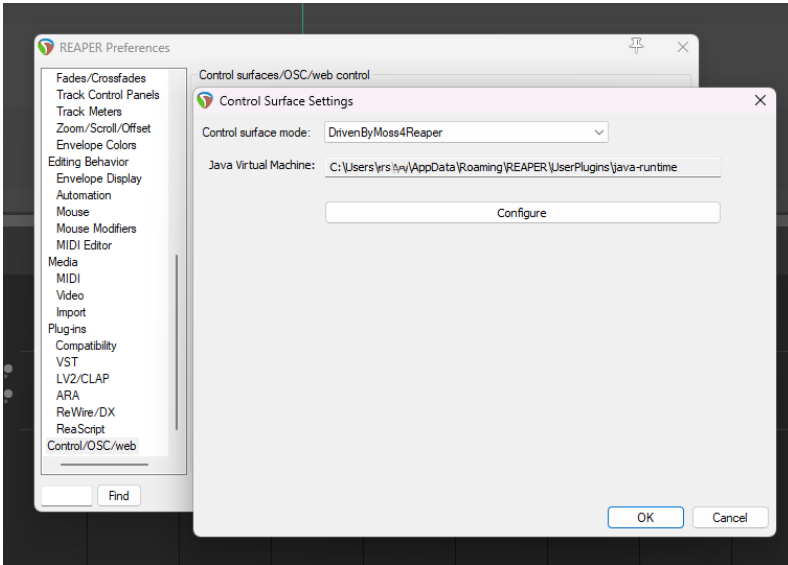 REAPER Preferences
Fades/Crossfades
Track Control Panels
Track Meters
Zoom/Scroll/Offset
Envelope Colors
Editing Behavior
Envelope Display
Automation
Mouse
Mouse Modifiers
MIDI Editor
Media
MIDI
Video
Import
Plug-ins
Compatibility
VST
LV2/CLAP
ARA
ReWire/DX
ReaScript
Control/OSC/web
Find
Control surfaces/OSC/web control
Control Surface Settings
Control surface mode: DrivenByMoss4Reaper
Java Virtual Machine: C:\Users\ \AppData\Roaming\REAPER\UserPlugins\java-runtime
Configure
OK Cancel